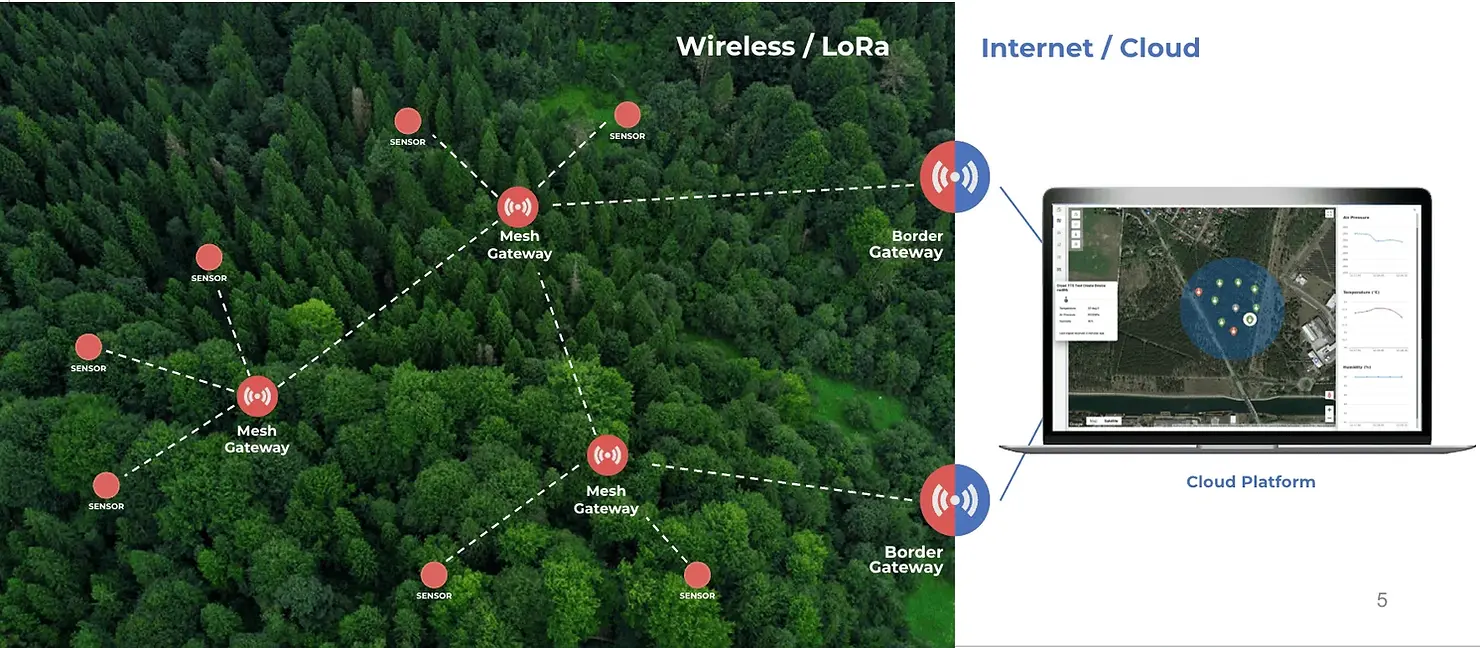 Wireless / LoRa
Internet / Cloud
SENSOR
SENSOR
Mesh
Gateway
Border
Gateway
SENSOR
SENSOR
Mesh
Gateway
SENSOR
Mesh
Gateway
Border
Gateway
SENSOR
SENSOR
Air Pressure
Temperature (°C)
Humidity (%)
Cloud Platform
5